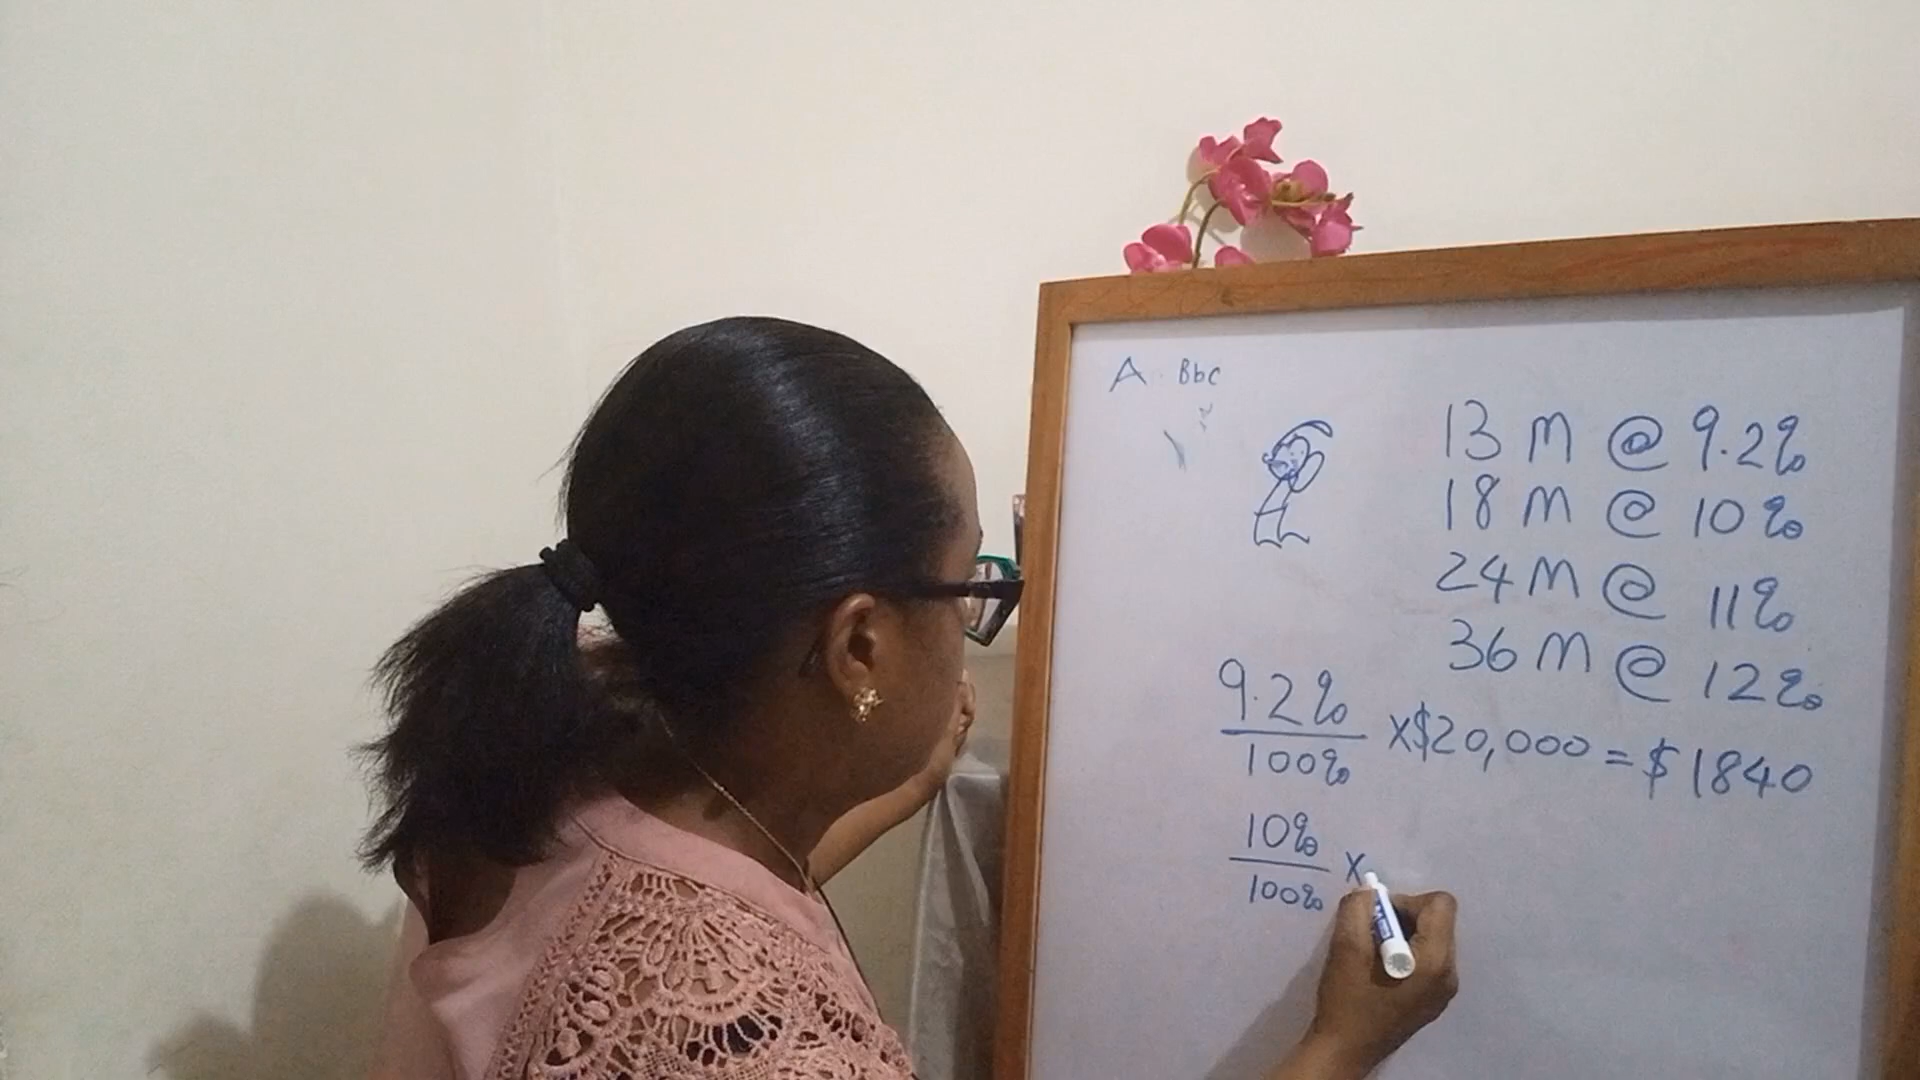 A Bbc
13 M @ 9.2%
18 M @ 10%
24 M @ 11%
36 M @ 12%
9.2%
100% x $20,000 = $1840
10%
100% x